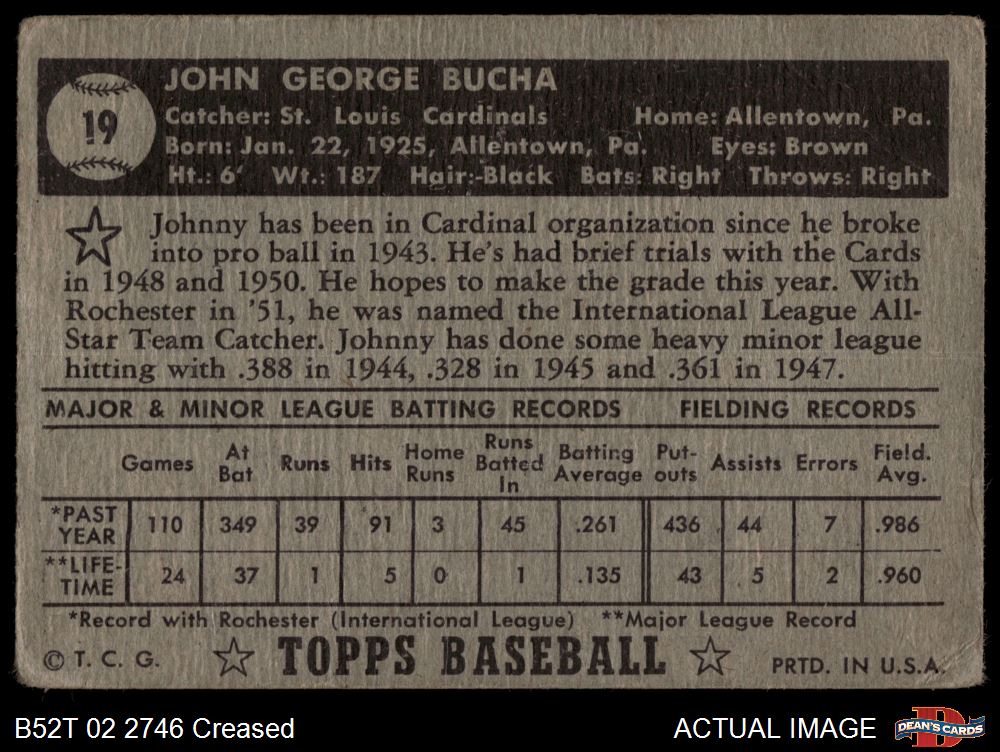 19
JOHN GEORGE BUCHA
Catcher: St. Louis Cardinals Home: Allentown, Pa.
Born: Jan. 22, 1925, Allentown, Pa. Eyes: Brown
Ht.: 6' Wt.: 187 Hair:-Black Bats: Right Throws: Right
Johnny has been in Cardinal organization since he broke
into pro ball in 1943. He's had brief trials with the Cards
in 1948 and 1950. He hopes to make the grade this year. With
Rochester in '51, he was named the International League All-
Star Team Catcher. Johnny has done some heavy minor league
hitting with .388 in 1944, .328 in 1945 and .361 in 1947.
MAJOR & MINOR LEAGUE BATTING RECORDS FIELDING RECORDS
Games At Bat Runs Hits Home Runs Runs Batted In Batting Average Put-outs Assists Errors Field. Avg.
*PAST YEAR 110 349 39 91 3 45 .261 436 44 7 .986
**LIFE-TIME 24 37 1 5 0 1 .135 43 5 2 .960
*Record with Rochester (International League) **Major League Record
© T. C. G. TOPPS BASEBALL PRTD. IN U.S.A.
B52T 02 2746 Creased ACTUAL IMAGE DEAN'S CARDS